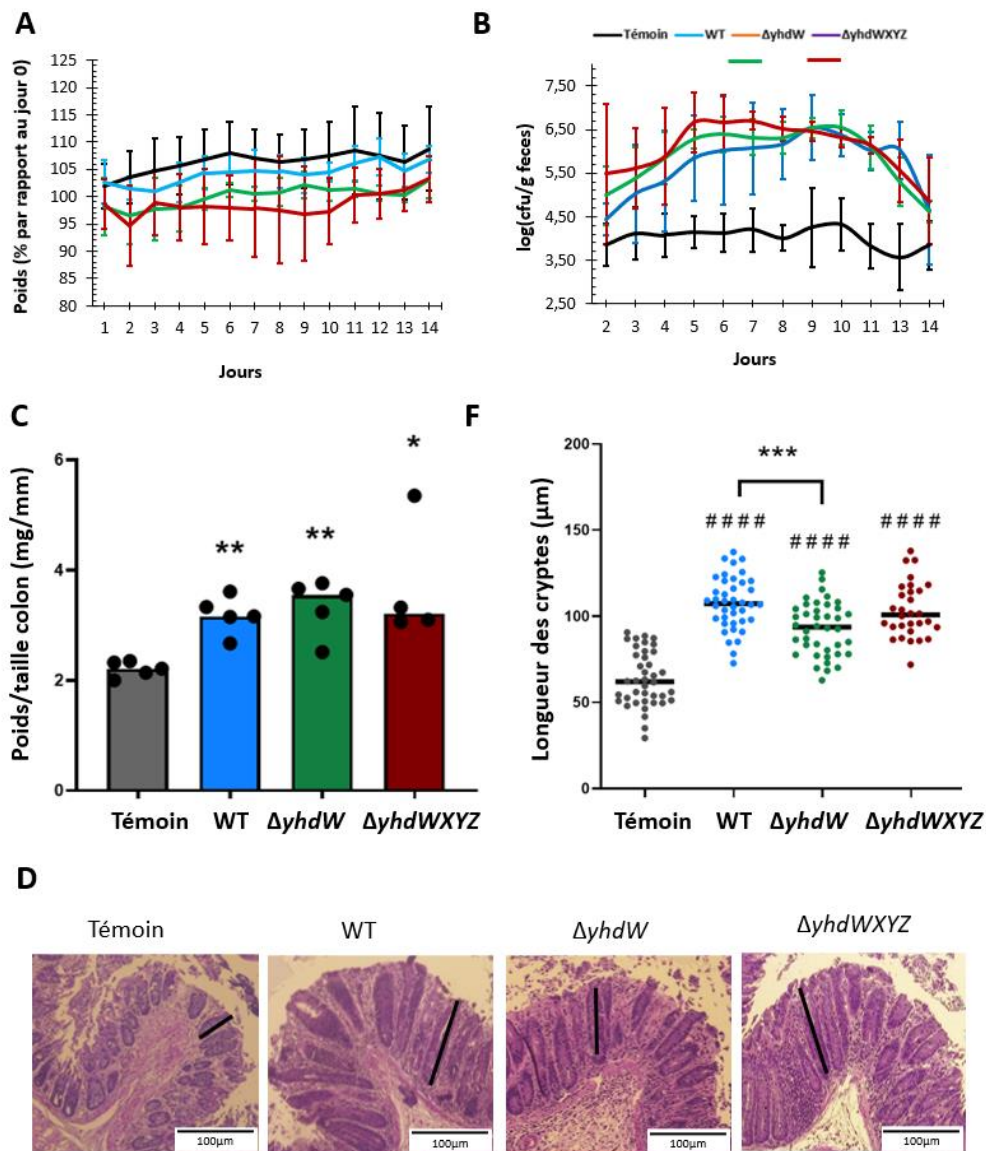 A
Poids (% par rapport au jour 0)
125
120
115
110
105
100
95
90
85
80
1 2 3 4 5 6 7 8 9 10 11 12 13 14
Jours
B
Témoin WT ΔyhdW ΔyhdWXYZ
log(cfu/g feces)
7,50
6,50
5,50
4,50
3,50
2,50
2 3 4 5 6 7 8 9 10 11 13 14
Jours
C
Poids/taille colon (mg/mm)
6
4
2
0
*
** **
Témoin WT ΔyhdW ΔyhdWXYZ
F
Longueur des cryptes (µm)
200
150
100
50
0
***
#### #### ####
Témoin WT ΔyhdW ΔyhdWXYZ
D
Témoin WT ΔyhdW ΔyhdWXYZ
100µm 100µm 100µm 100µm